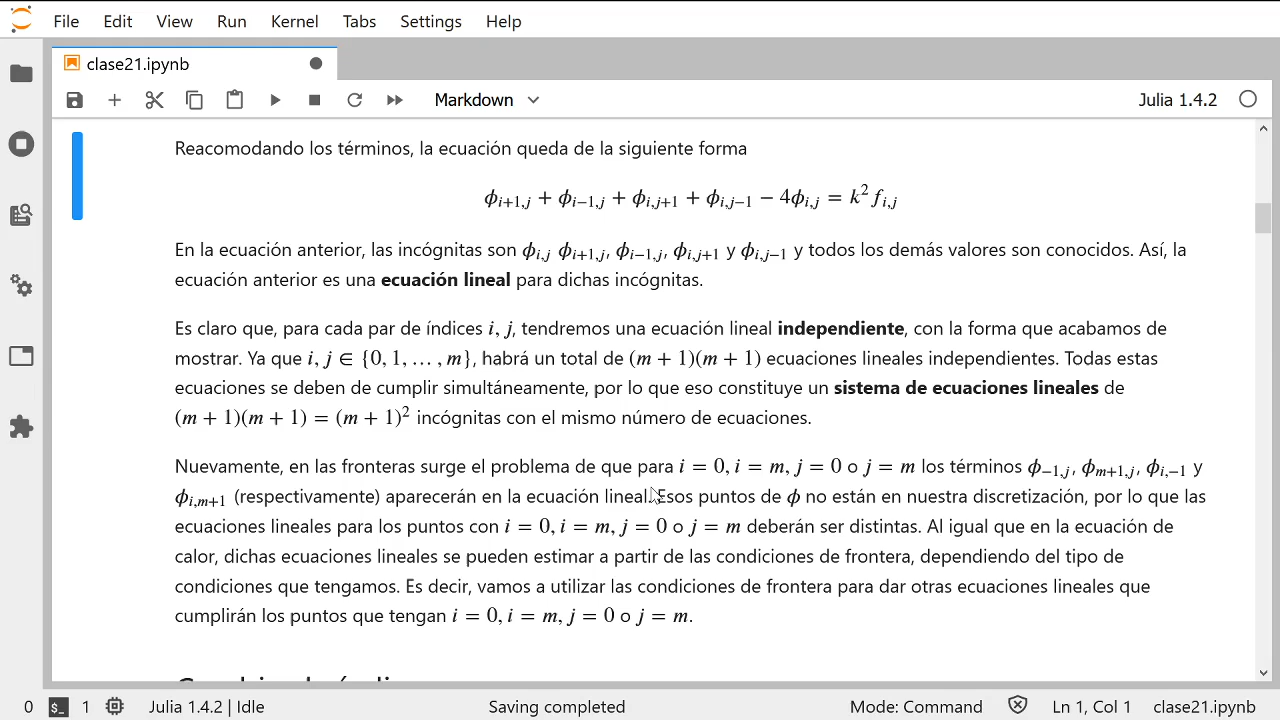 File Edit View Run Kernel Tabs Settings Help
clase21.ipynb
Markdown
Julia 1.4.2
Reacomodando los términos, la ecuación queda de la siguiente forma
ϕ_{i+1,j} + ϕ_{i−1,j} + ϕ_{i,j+1} + ϕ_{i,j−1} − 4ϕ_{i,j} = k² f_{i,j}
En la ecuación anterior, las incógnitas son ϕ_{i,j} ϕ_{i+1,j}, ϕ_{i−1,j}, ϕ_{i,j+1} y ϕ_{i,j−1} y todos los demás valores son conocidos. Así, la
ecuación anterior es una ecuación lineal para dichas incógnitas.
Es claro que, para cada par de índices i, j, tendremos una ecuación lineal independiente, con la forma que acabamos de
mostrar. Ya que i, j ∈ {0, 1, … , m}, habrá un total de (m + 1)(m + 1) ecuaciones lineales independientes. Todas estas
ecuaciones se deben de cumplir simultáneamente, por lo que eso constituye un sistema de ecuaciones lineales de
(m + 1)(m + 1) = (m + 1)² incógnitas con el mismo número de ecuaciones.
Nuevamente, en las fronteras surge el problema de que para i = 0, i = m, j = 0 o j = m los términos ϕ_{−1,j}, ϕ_{m+1,j}, ϕ_{i,−1} y
ϕ_{i,m+1} (respectivamente) aparecerán en la ecuación lineal. Esos puntos de ϕ no están en nuestra discretización, por lo que las
ecuaciones lineales para los puntos con i = 0, i = m, j = 0 o j = m deberán ser distintas. Al igual que en la ecuación de
calor, dichas ecuaciones lineales se pueden estimar a partir de las condiciones de frontera, dependiendo del tipo de
condiciones que tengamos. Es decir, vamos a utilizar las condiciones de frontera para dar otras ecuaciones lineales que
cumplirán los puntos que tengan i = 0, i = m, j = 0 o j = m.
0 $_ 1 Julia 1.4.2 | Idle Saving completed Mode: Command Ln 1, Col 1 clase21.ipynb